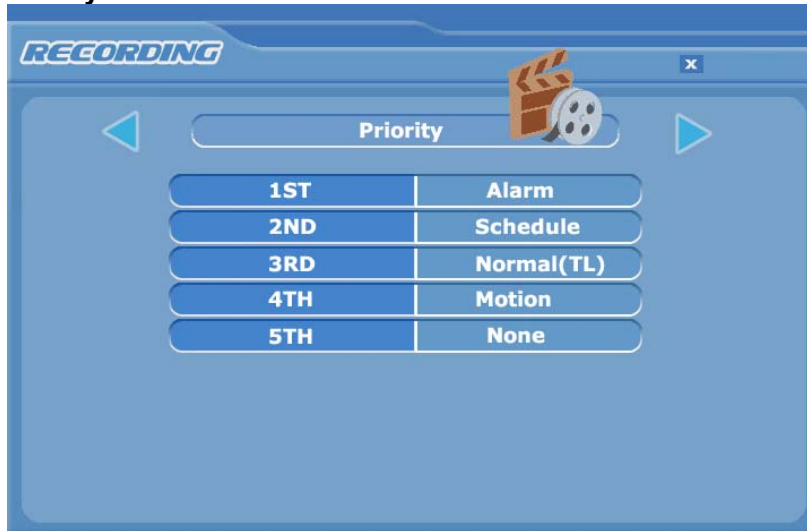 RECORDING
x
Priority
1ST Alarm
2ND Schedule
3RD Normal(TL)
4TH Motion
5TH None